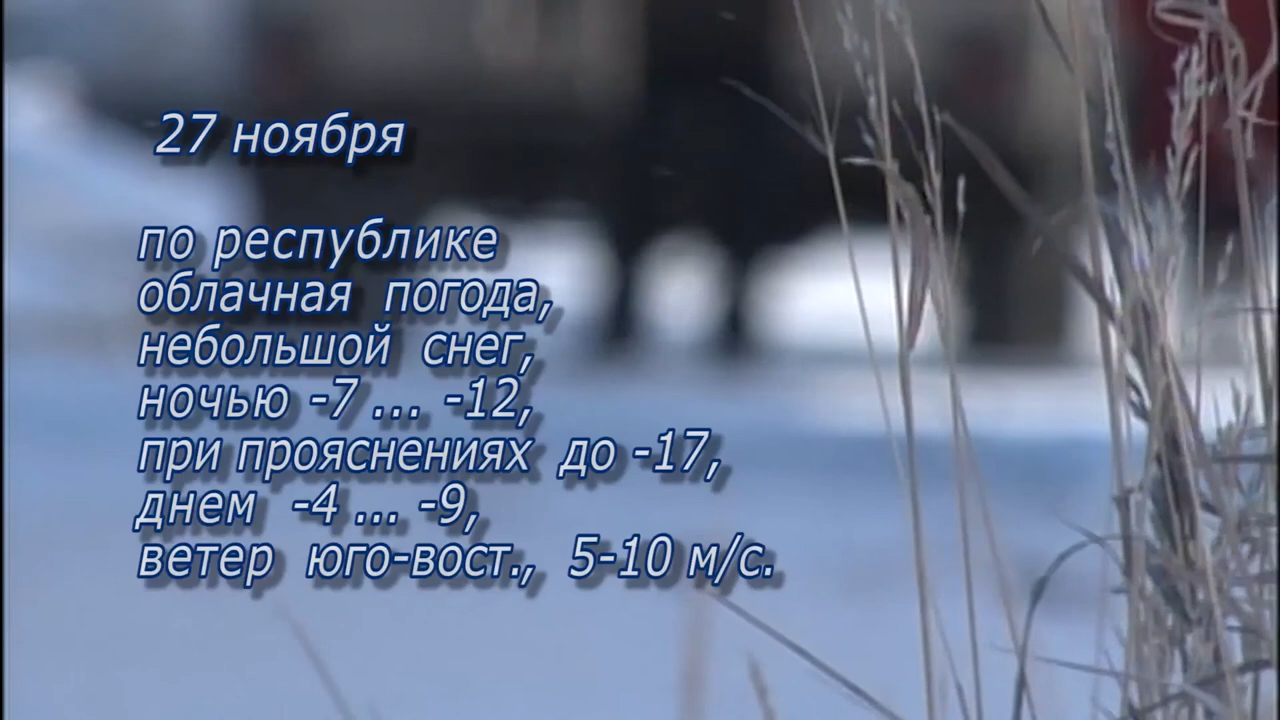 27 ноября
по республике
облачная погода,
небольшой снег,
ночью -7 ... -12,
при прояснениях до -17,
днем -4 ... -9,
ветер юго-вост., 5-10 м/с.